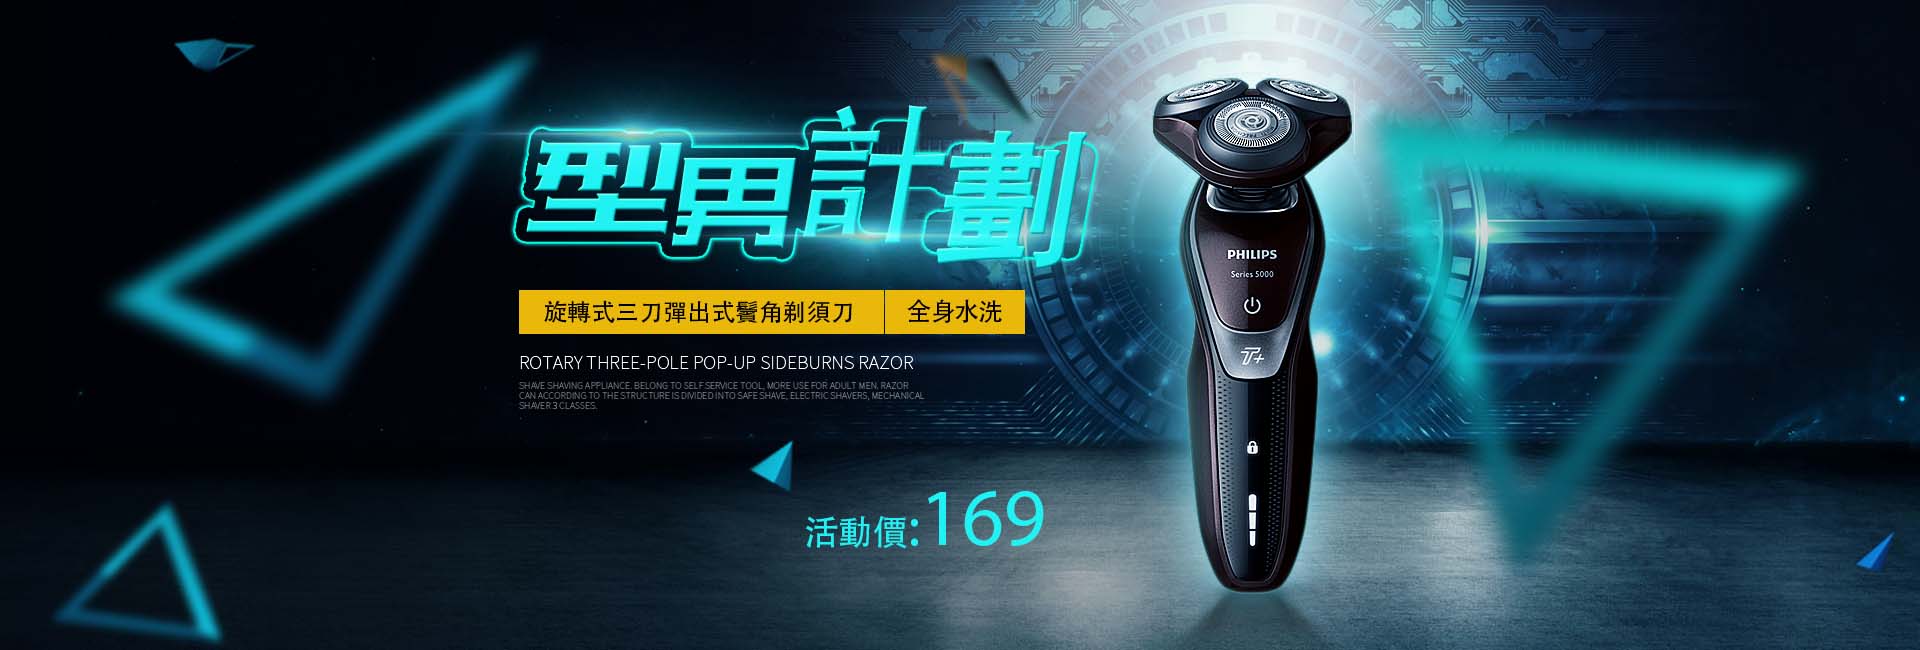 型男計劃
旋轉式三刀彈出式鬢角剃須刀 全身水洗
ROTARY THREE-POLE POP-UP SIDEBURNS RAZOR
SHAVE SHAVING APPLIANCE. BELONG TO SELF SERVICE TOOL, MORE USE FOR ADULT MEN. RAZOR
CAN ACCORDING TO THE STRUCTURE IS DIVIDED INTO SAFE SHAVE, ELECTRIC SHAVERS, MECHANICAL
SHAVER 3 CLASSES.
活動價:169
PHILIPS
Series 5000
T+